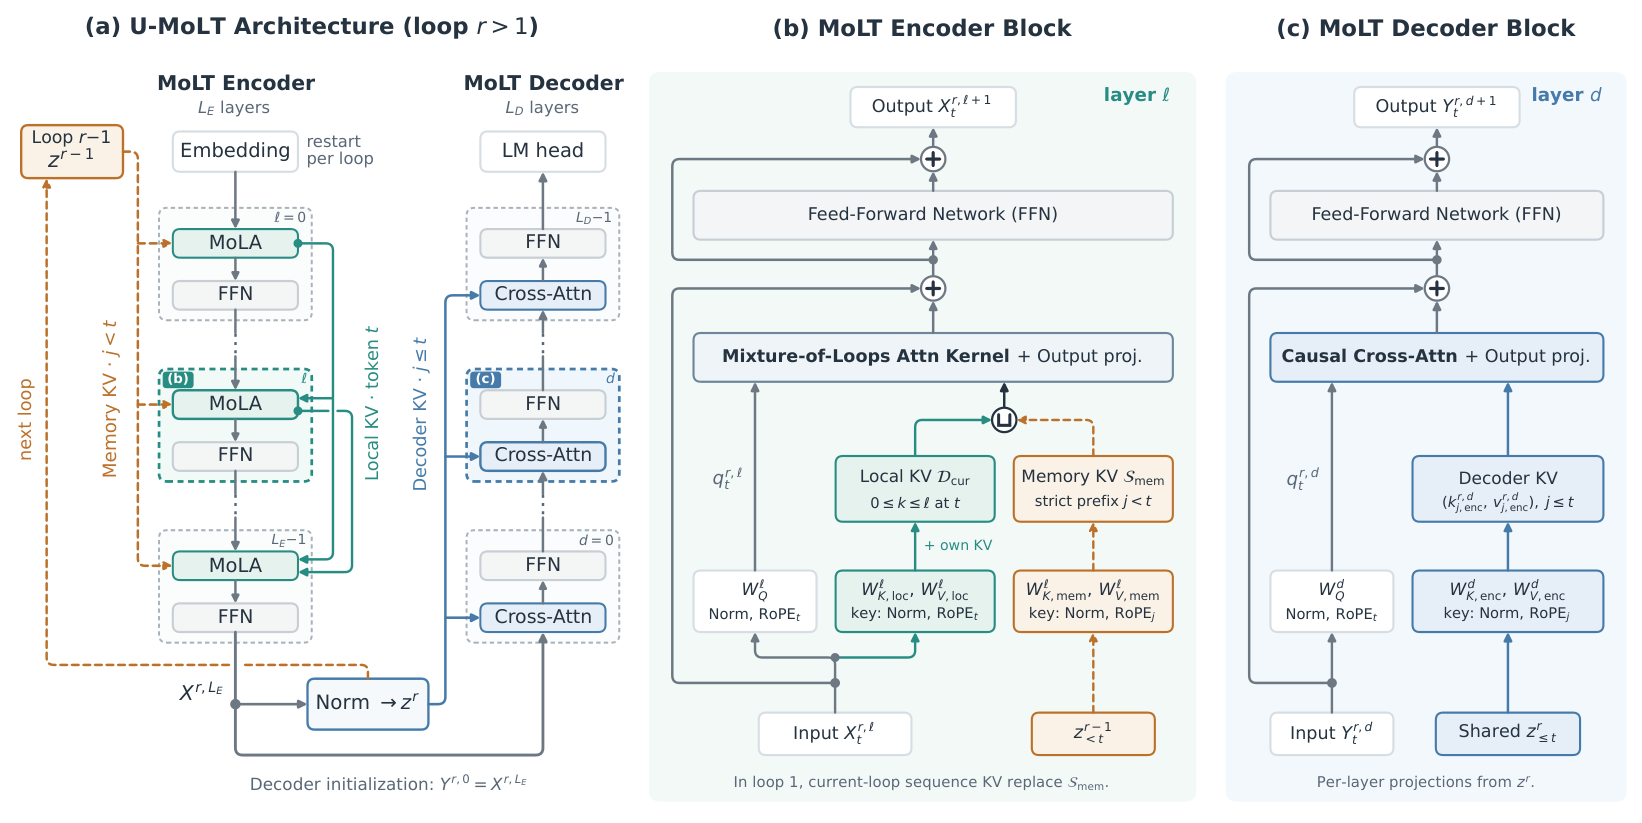 (a) U-MoLT Architecture (loop r > 1)
MoLT Encoder
L_E layers
MoLT Decoder
L_D layers
Loop r−1
z^{r−1}
Embedding
restart
per loop
LM head
ℓ = 0
MoLA
FFN
L_D−1
FFN
Cross-Attn
next loop
Memory KV · j < t
Local KV · token t
Decoder KV · j ≤ t
(b)
ℓ
MoLA
FFN
(c)
d
FFN
Cross-Attn
L_E−1
MoLA
FFN
d = 0
FFN
Cross-Attn
X^{r, L_E}
Norm → z^r
Decoder initialization: Y^{r, 0} = X^{r, L_E}
(b) MoLT Encoder Block
layer ℓ
Output X_t^{r, ℓ+1}
+
Feed-Forward Network (FFN)
+
Mixture-of-Loops Attn Kernel + Output proj.
⊔
q_t^{r, ℓ}
Local KV 𝒟_cur
0 ≤ k ≤ ℓ at t
Memory KV 𝒮_mem
strict prefix j < t
+ own KV
W_Q^ℓ
Norm, RoPE_t
W_{K, loc}^ℓ, W_{V, loc}^ℓ
key: Norm, RoPE_t
W_{K, mem}^ℓ, W_{V, mem}^ℓ
key: Norm, RoPE_j
Input X_t^{r, ℓ}
z_{<t}^{r−1}
In loop 1, current-loop sequence KV replace 𝒮_mem.
(c) MoLT Decoder Block
layer d
Output Y_t^{r, d+1}
+
Feed-Forward Network (FFN)
+
Causal Cross-Attn + Output proj.
q_t^{r, d}
Decoder KV
(k_{j, enc}^{r, d}, v_{j, enc}^{r, d}), j ≤ t
W_Q^d
Norm, RoPE_t
W_{K, enc}^d, W_{V, enc}^d
key: Norm, RoPE_j
Input Y_t^{r, d}
Shared z_{≤t}^r
Per-layer projections from z^r.